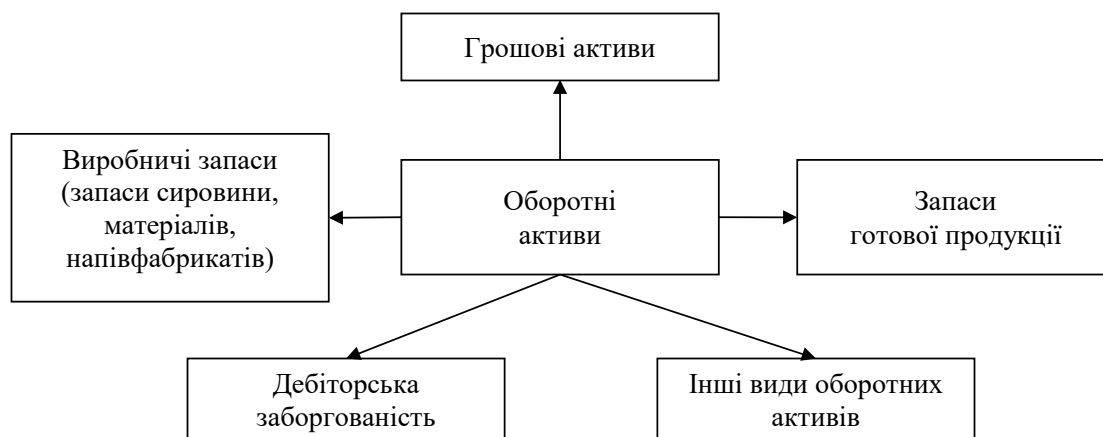 Грошові активи
Виробничі запаси
(запаси сировини,
матеріалів,
напівфабрикатів)
Оборотні
активи
Запаси
готової продукції
Дебіторська
заборгованість
Інші види оборотних
активів